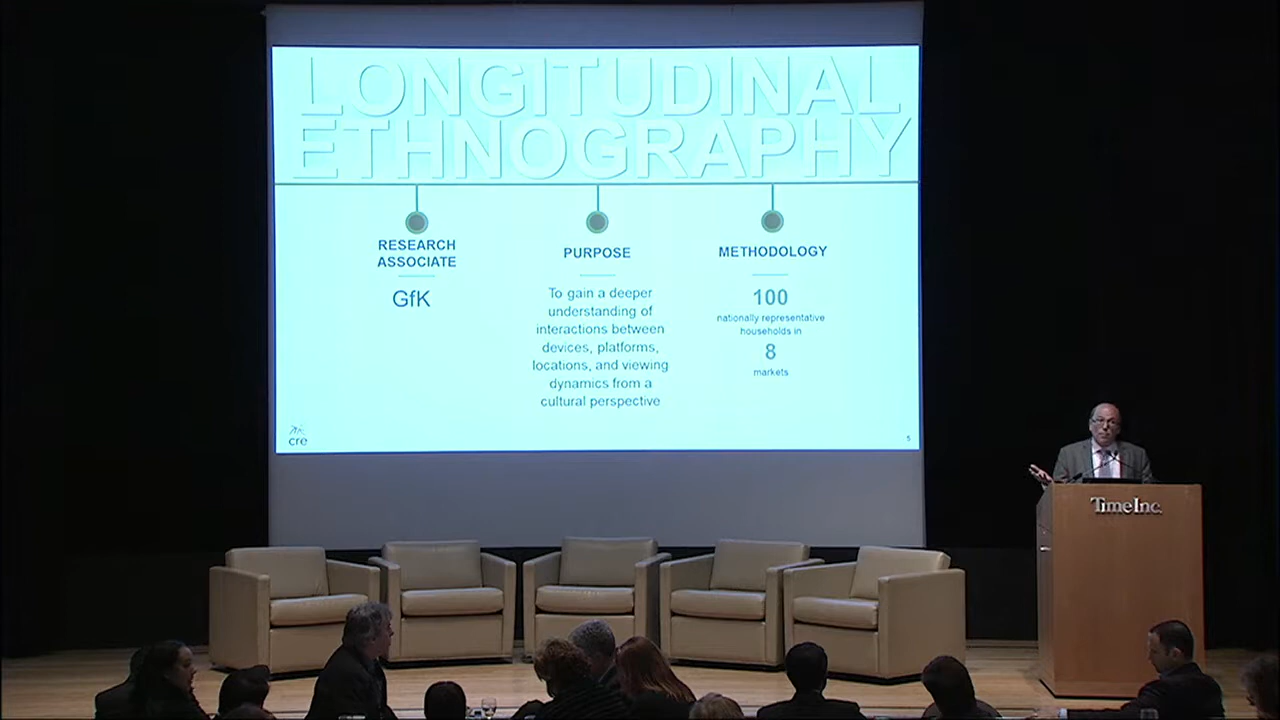 LONGITUDINAL
ETHNOGRAPHY
RESEARCH
ASSOCIATE
GfK
PURPOSE
To gain a deeper
understanding of
interactions between
devices, platforms,
locations, and viewing
dynamics from a
cultural perspective
METHODOLOGY
100
nationally representative
households in
8
markets
cre
5
TimeInc.